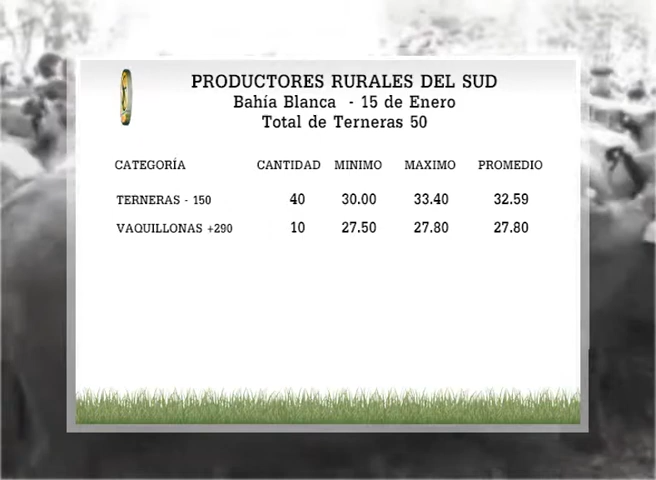 PRODUCTORES RURALES DEL SUD
Bahía Blanca - 15 de Enero
Total de Terneras 50
CATEGORÍA CANTIDAD MINIMO MAXIMO PROMEDIO
TERNERAS - 150 40 30.00 33.40 32.59
VAQUILLONAS +290 10 27.50 27.80 27.80